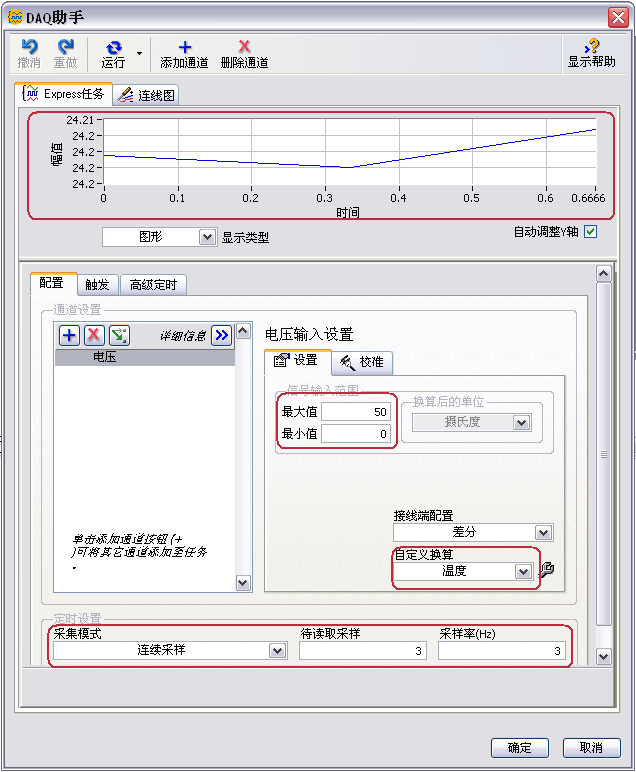 DAQ助手
撤消 重做 运行 添加通道 删除通道 显示帮助
Express任务 连线图
24.21
24.2
24.2
24.2
24.2
幅值
0 0.1 0.2 0.3 0.4 0.5 0.6 0.6666
时间
图形 显示类型 自动调整Y轴
配置 触发 高级定时
通道设置
详细信息
电压
单击添加通道按钮(+
)可将其它通道添加至任务
.
电压输入设置
设置 校准
信号输入范围
最大值 50
最小值 0
换算后的单位
摄氏度
接线端配置
差分
自定义换算
温度
定时设置
采集模式 待读取采样 采样率(Hz)
连续采样 3 3
确定 取消